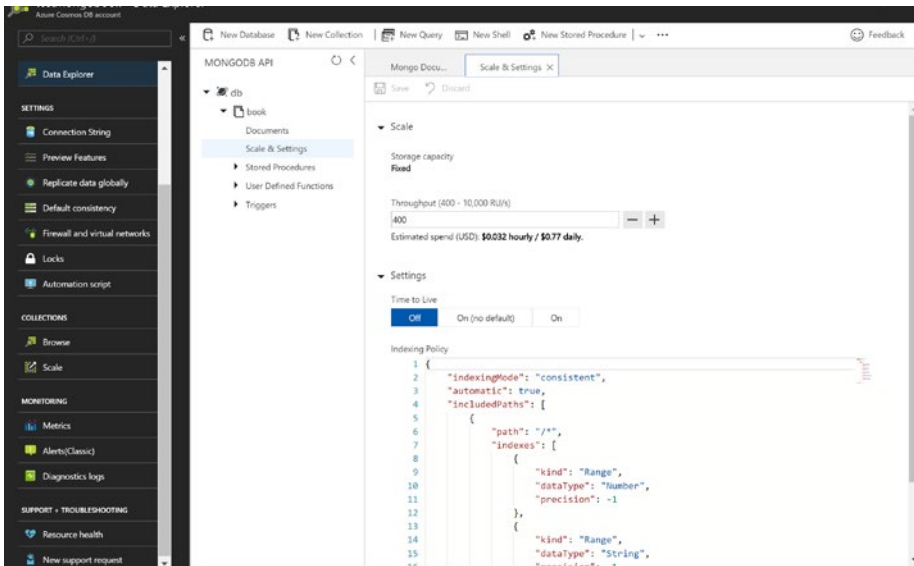 Azure Cosmos DB account
Search (Ctrl+/)
Data Explorer
SETTINGS
Connection String
Preview Features
Replicate data globally
Default consistency
Firewall and virtual networks
Locks
Automation script
COLLECTIONS
Browse
Scale
MONITORING
Metrics
Alerts(Classic)
Diagnostics logs
SUPPORT + TROUBLESHOOTING
Resource health
New support request
New Database New Collection New Query New Shell New Stored Procedure Feedback
MONGODB API
db
book
Documents
Scale & Settings
Stored Procedures
User Defined Functions
Triggers
Mongo Docu... Scale & Settings
Save Discard
Scale
Storage capacity
Fixed
Throughput (400 - 10,000 RU/s)
400
Estimated spend (USD): $0.032 hourly / $0.77 daily.
Settings
Time to Live
Off On (no default) On
Indexing Policy
1 {
2 "indexingMode": "consistent",
3 "automatic": true,
4 "includedPaths": [
5 {
6 "path": "/*",
7 "indexes": [
8 {
9 "kind": "Range",
10 "dataType": "Number",
11 "precision": -1
12 },
13 {
14 "kind": "Range",
15 "dataType": "String",